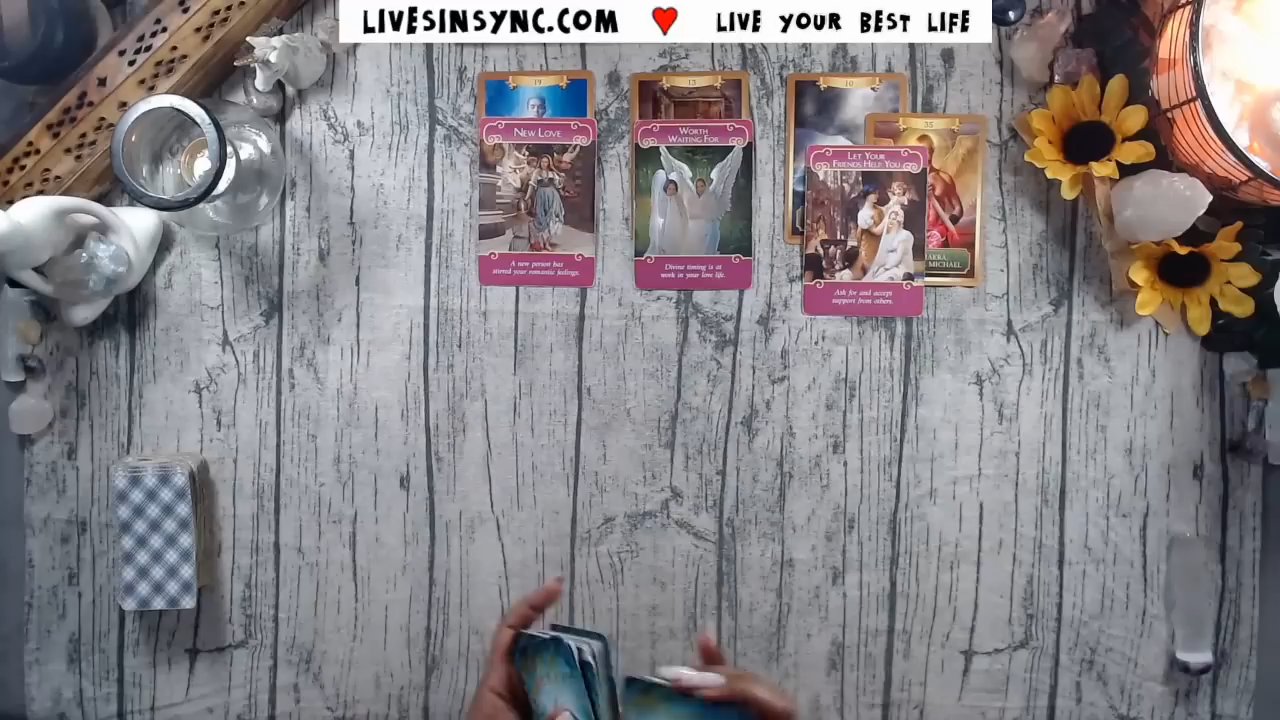 LIVESINSYNC.COM ♥ LIVE YOUR BEST LIFE
19
13
10
35
NEW LOVE
WORTH
WAITING FOR
LET YOUR
FRIENDS HELP YOU
A new person has
stirred your romantic feelings.
Divine timing is at
work in your love life.
MICHAEL
Ask for and accept
support from others.